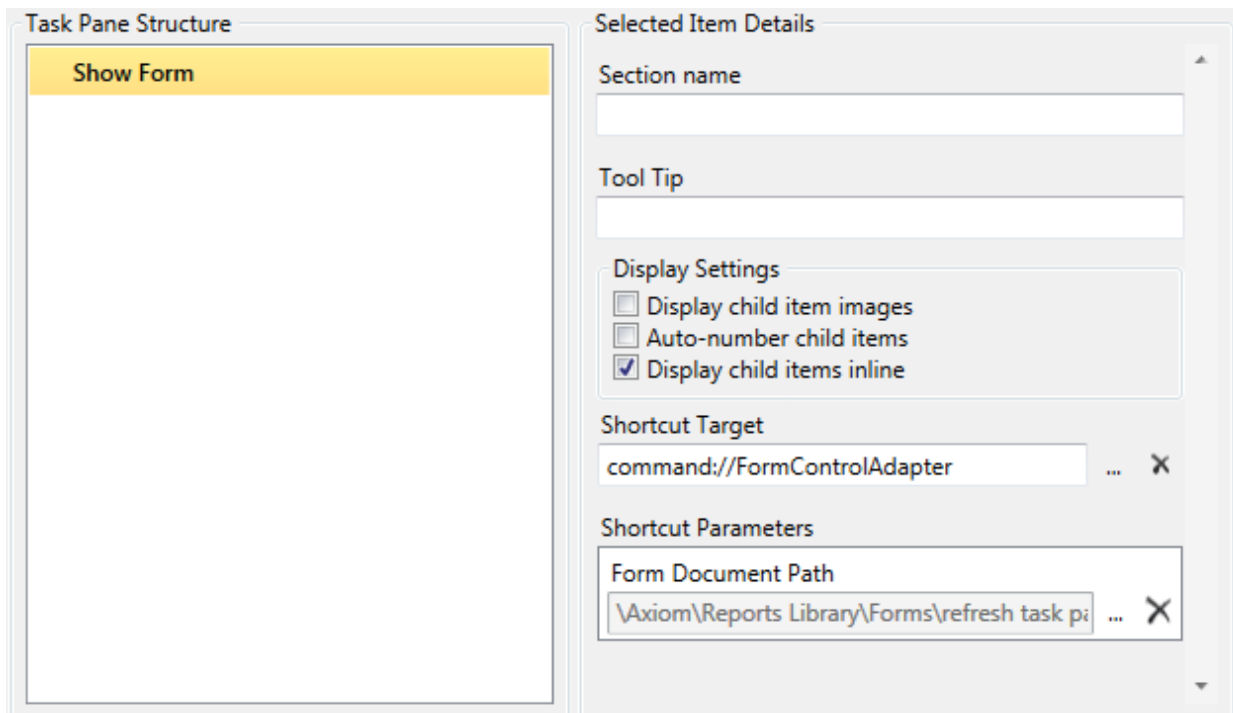 Task Pane Structure
Show Form
Selected Item Details
Section name
Tool Tip
Display Settings
Display child item images
Auto-number child items
Display child items inline
Shortcut Target
command://FormControlAdapter
...
Shortcut Parameters
Form Document Path
\Axiom\Reports Library\Forms\refresh task pa
...